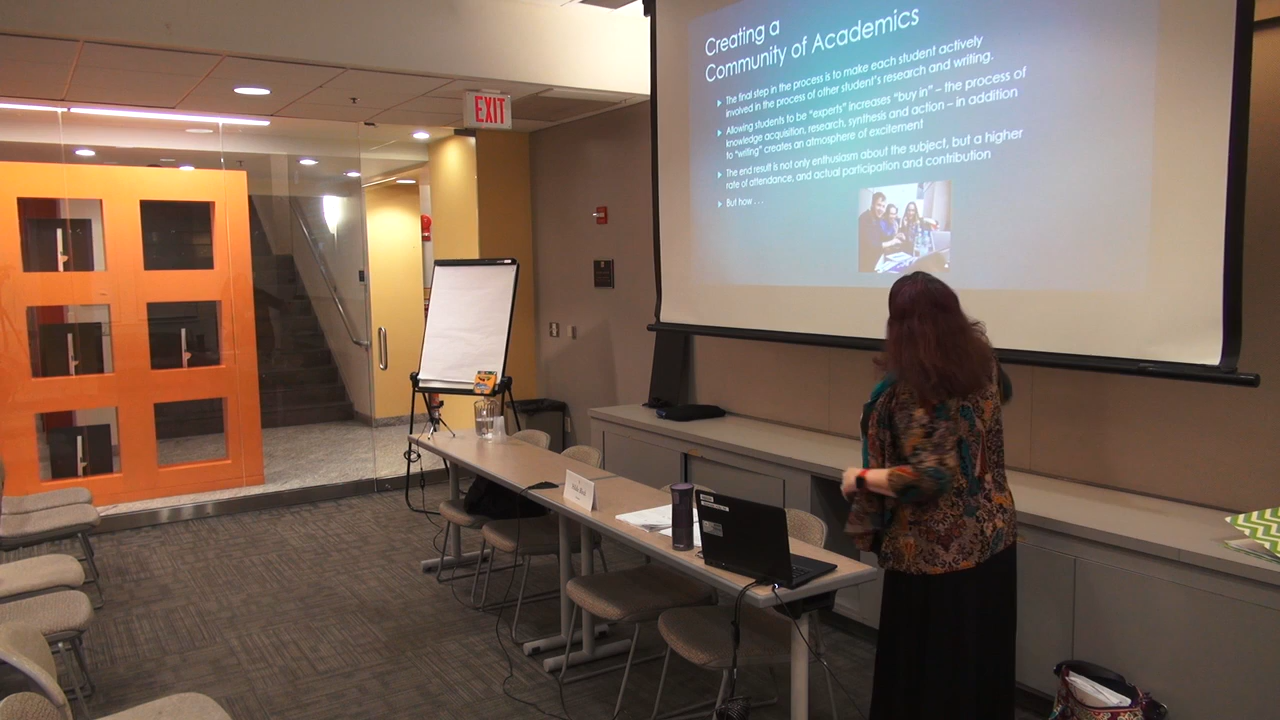 EXIT
Creating a
Community of Academics
The final step in the process is to make each student actively
involved in the process of other student's research and writing.
Allowing students to be "experts" increases "buy in" – the process of
knowledge acquisition, research, synthesis and action – in addition
to "writing" creates an atmosphere of excitement
The end result is not only enthusiasm about the subject, but a higher
rate of attendance, and actual participation and contribution
But how . . .